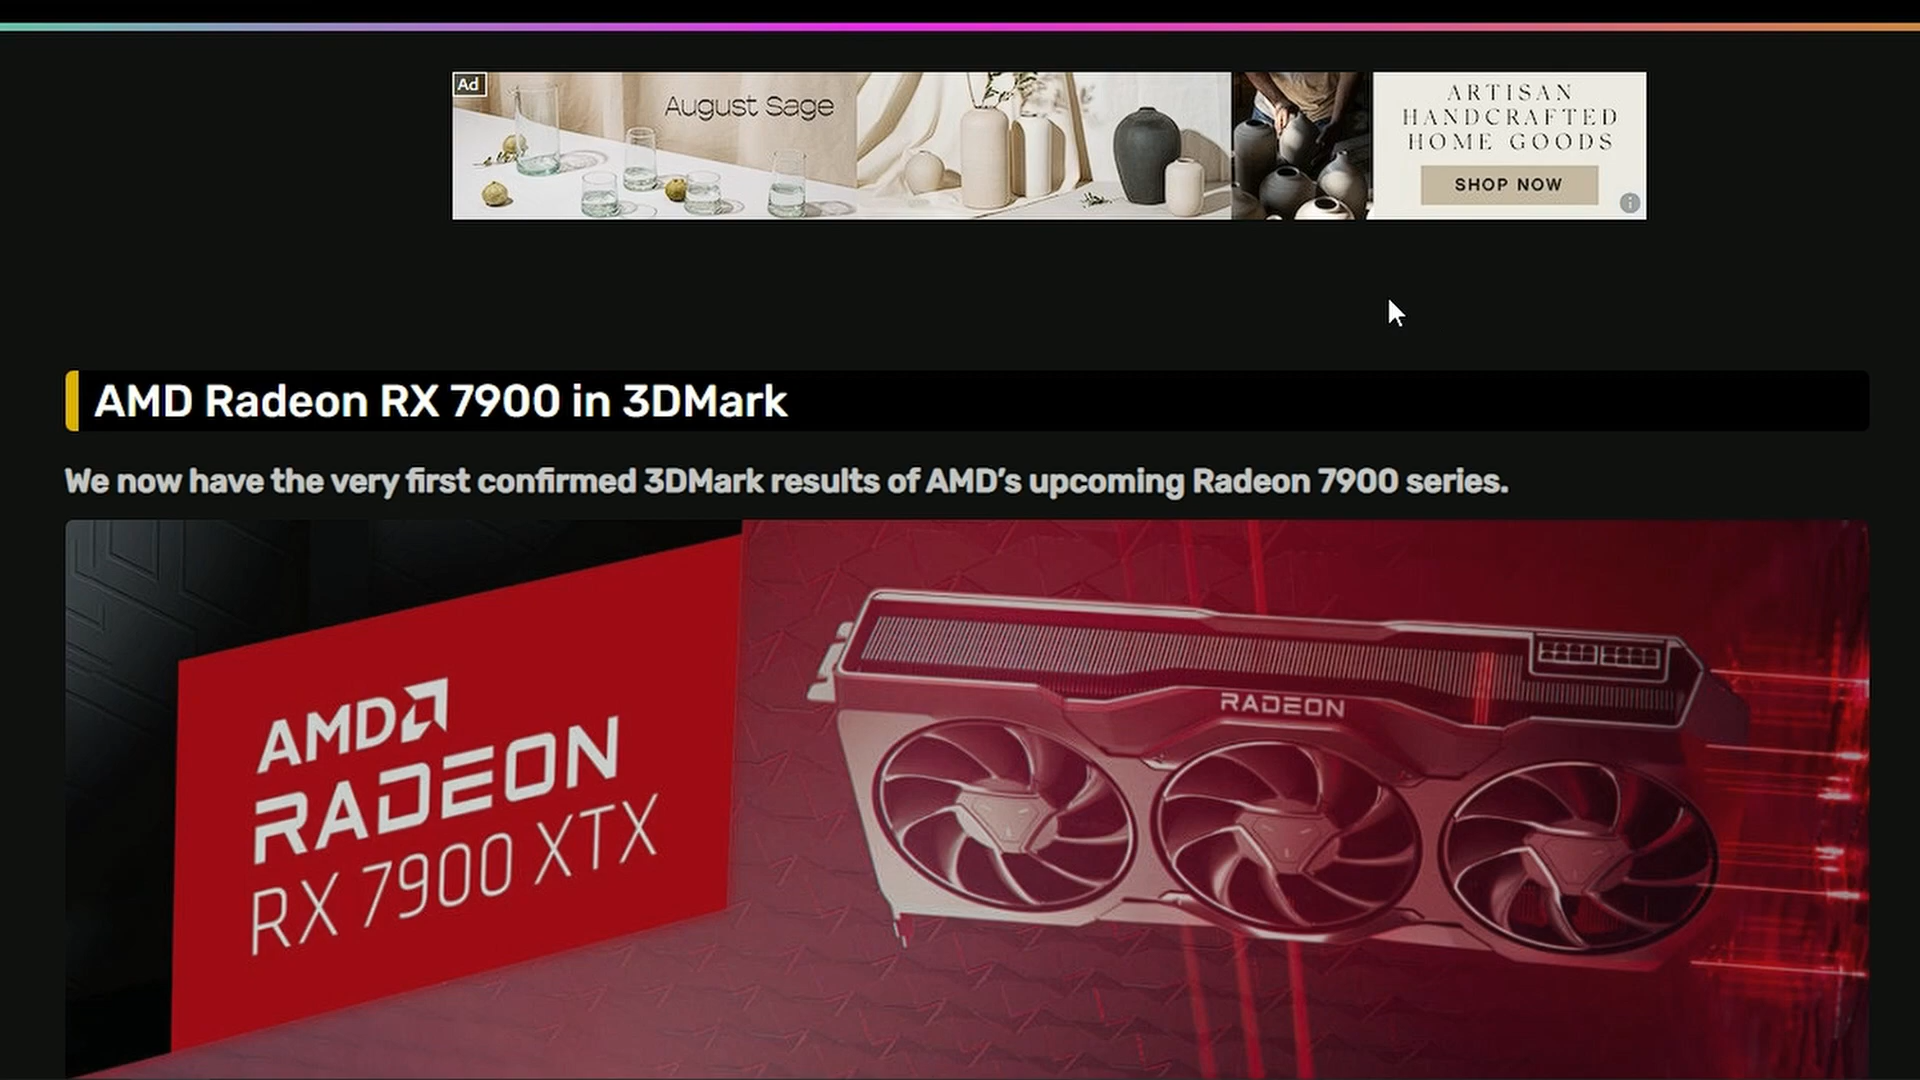 Ad
August Sage
ARTISAN
HANDCRAFTED
HOME GOODS
SHOP NOW
AMD Radeon RX 7900 in 3DMark
We now have the very first confirmed 3DMark results of AMD's upcoming Radeon 7900 series.
AMD
RADEON
RX 7900 XTX
RADEON